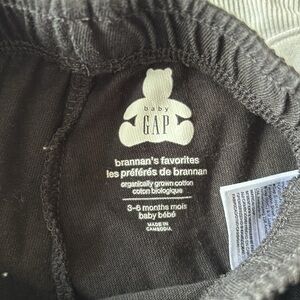 baby
GAP
brannan's favorites
les préférés de brannan
organically grown cotton
coton biologique
3-6 months mois
baby bébé
MADE IN
CAMBODIA